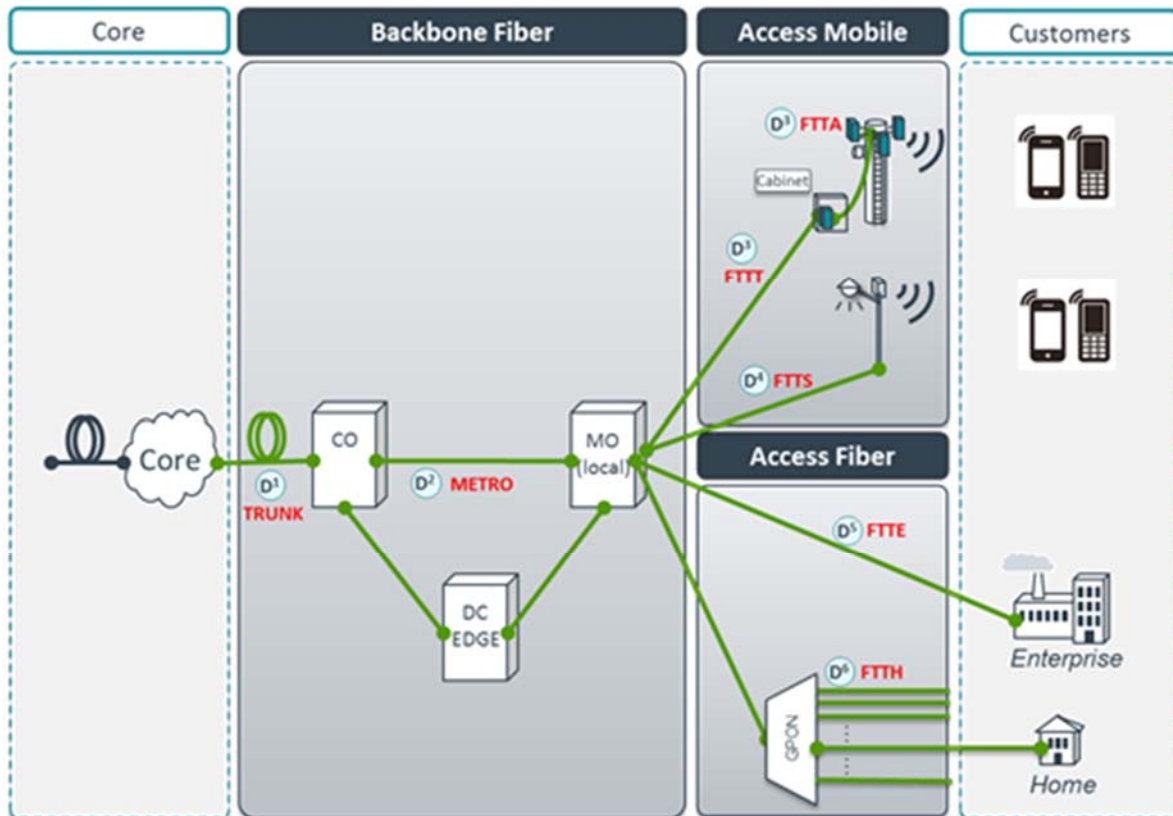 Core
Backbone Fiber
Access Mobile
Customers
D³ FTTA
Cabinet
D³
FTTT
D⁴ FTTS
CO
MO
(local)
Core
D¹
TRUNK
D² METRO
Access Fiber
D⁵ FTTE
DC
EDGE
Enterprise
D⁶ FTTH
GPON
Home